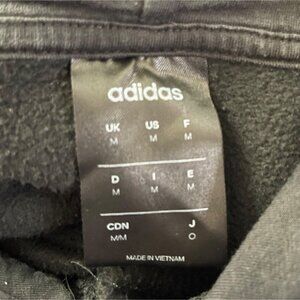 adidas
UK US F
M M M
D I E
M M M
CDN J
M/M O
MADE IN VIETNAM